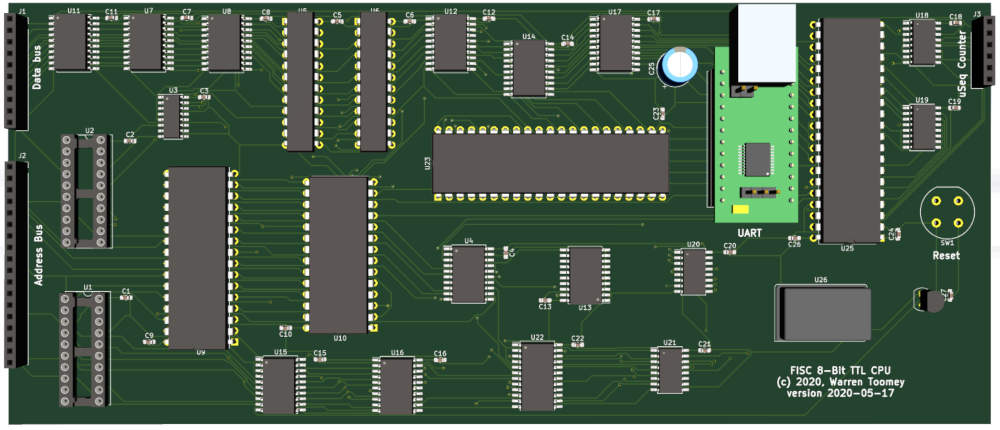 J1
U11
C11
U7
C7
U8
C8
U5
C5
U6
C6
U12
C12
U14
C14
U17
C17
U18
C18
J3
Data bus
uSeq Counter
C25
U3
C3
U2
C2
C23
U19
C19
J2
U23
Address Bus
UART
SW1
Reset
C24
C26
U25
U4
C4
U13
C13
U20
C20
U1
C1
U26
C9
U9
C10
U10
U15
C15
U16
C16
U22
C22
U21
C21
FISC 8-Bit TTL CPU
(c) 2020, Warren Toomey
version 2020-05-17